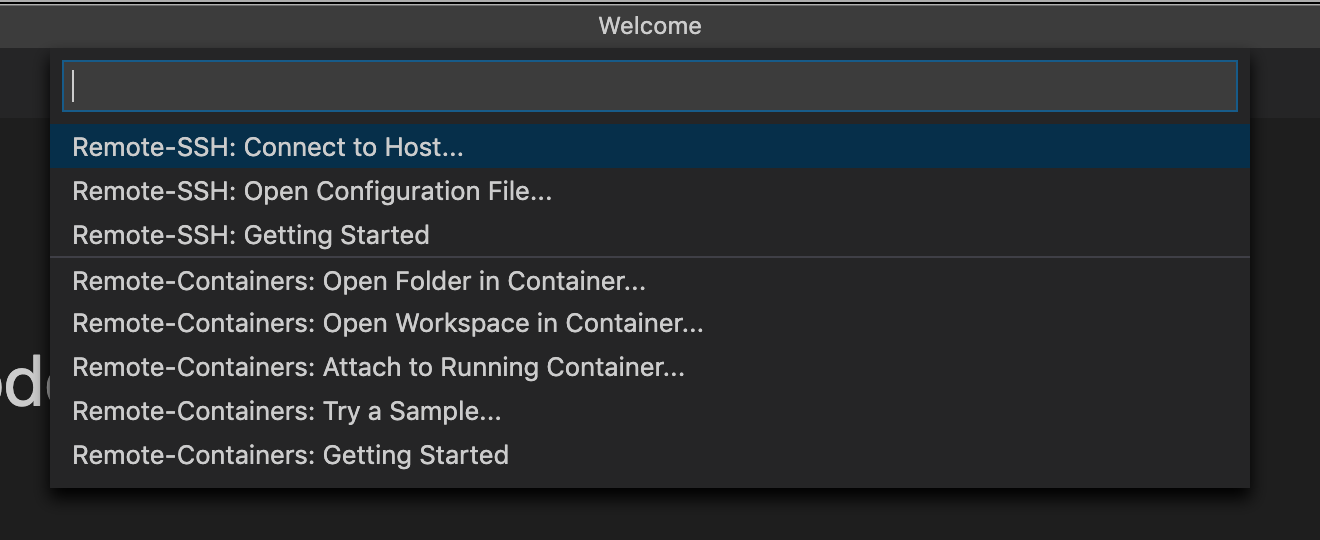 Welcome
Remote-SSH: Connect to Host...
Remote-SSH: Open Configuration File...
Remote-SSH: Getting Started
Remote-Containers: Open Folder in Container...
Remote-Containers: Open Workspace in Container...
Remote-Containers: Attach to Running Container...
Remote-Containers: Try a Sample...
Remote-Containers: Getting Started